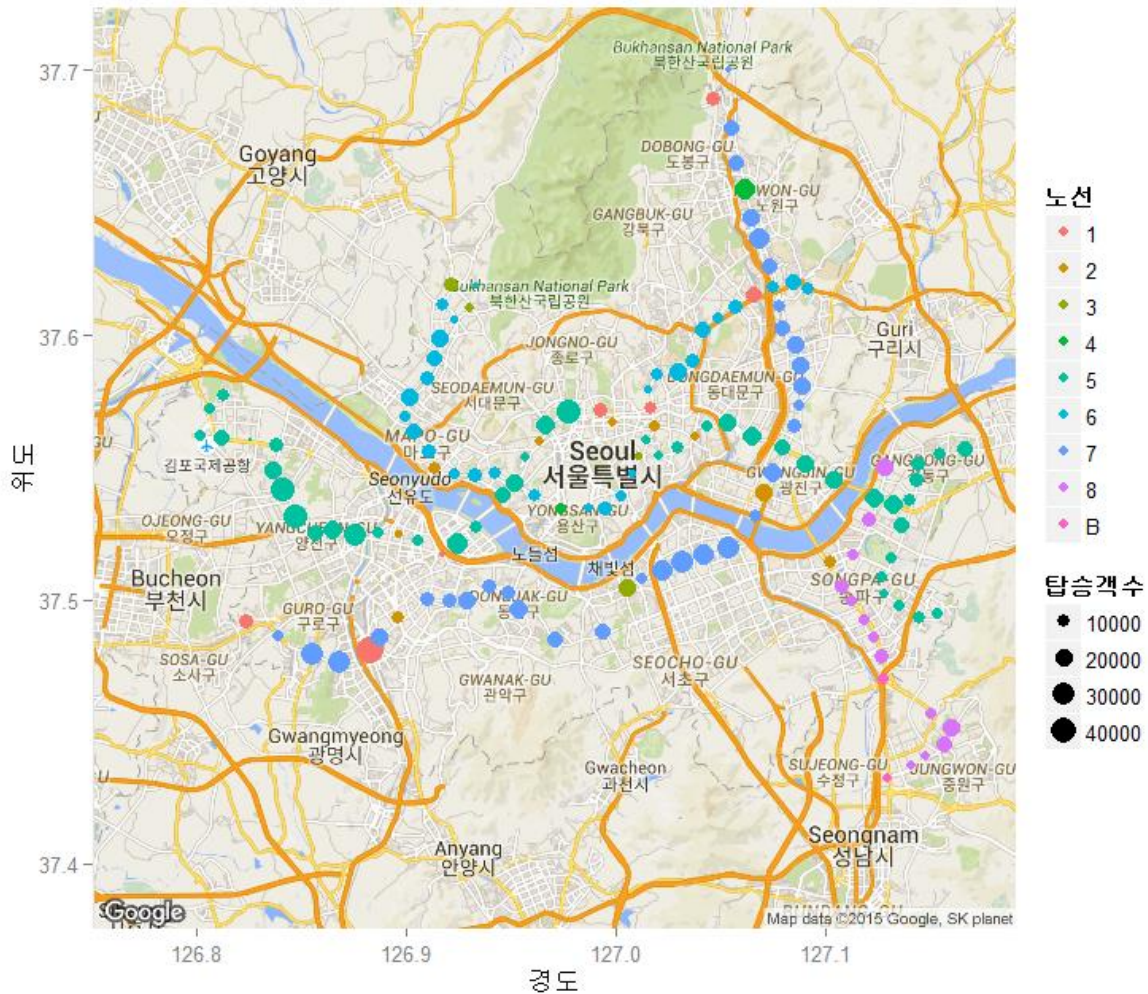 Bukhansan National Park
북한산국립공원
37.7
DOBONG-GU
도봉구
Goyang
고양시
WON-GU
노원구
GANGBUK-GU
강북구
노선
1
2
3
4
5
6
7
8
B
Bukhansan National Park
북한산국립공원
37.6
Guri
구리시
JONGNO-GU
종로구
SEODAEMUN-GU
서대문구
DONGDAEMUN-GU
동대문구
MAPO-GU
마포구
Seoul
서울특별시
위도
김포국제공항
Seonyudo
선유도
GWANGJIN-GU
광진구
강동구
YONGSAN-GU
용산구
OJEONG-GU
오정구
YANGCHEON-GU
양천구
노들섬
채빛섬
Bucheon
부천시
SONGPA-GU
송파구
탑승객수
10000
20000
30000
40000
37.5
GURO-GU
구로구
DONGJAK-GU
SOSA-GU
소사구
SEOCHO-GU
서초구
GWANAK-GU
관악구
Gwangmyeong
광명시
Gwacheon
과천시
SUJEONG-GU
수정구
JUNGWON-GU
중원구
Seongnam
성남시
Anyang
안양시
37.4
Google
Map data ©2015 Google, SK planet
126.8
126.9
127.0
127.1
경도